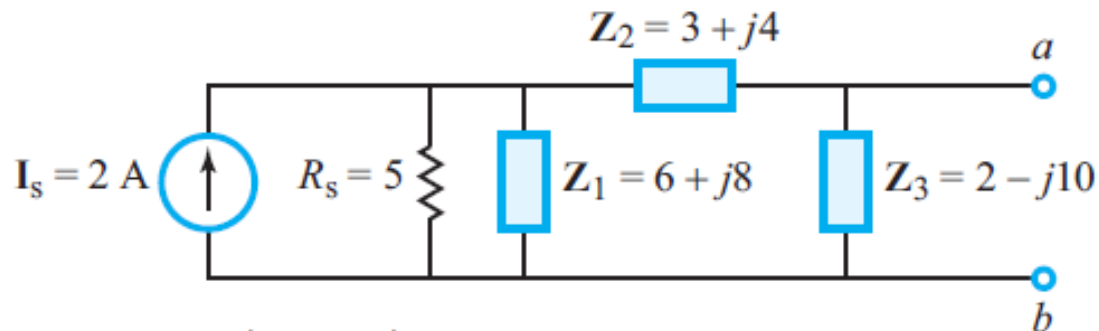 Z₂ = 3 + j4
a
Iₛ = 2 A
Rₛ = 5
Z₁ = 6 + j8
Z₃ = 2 – j10
b